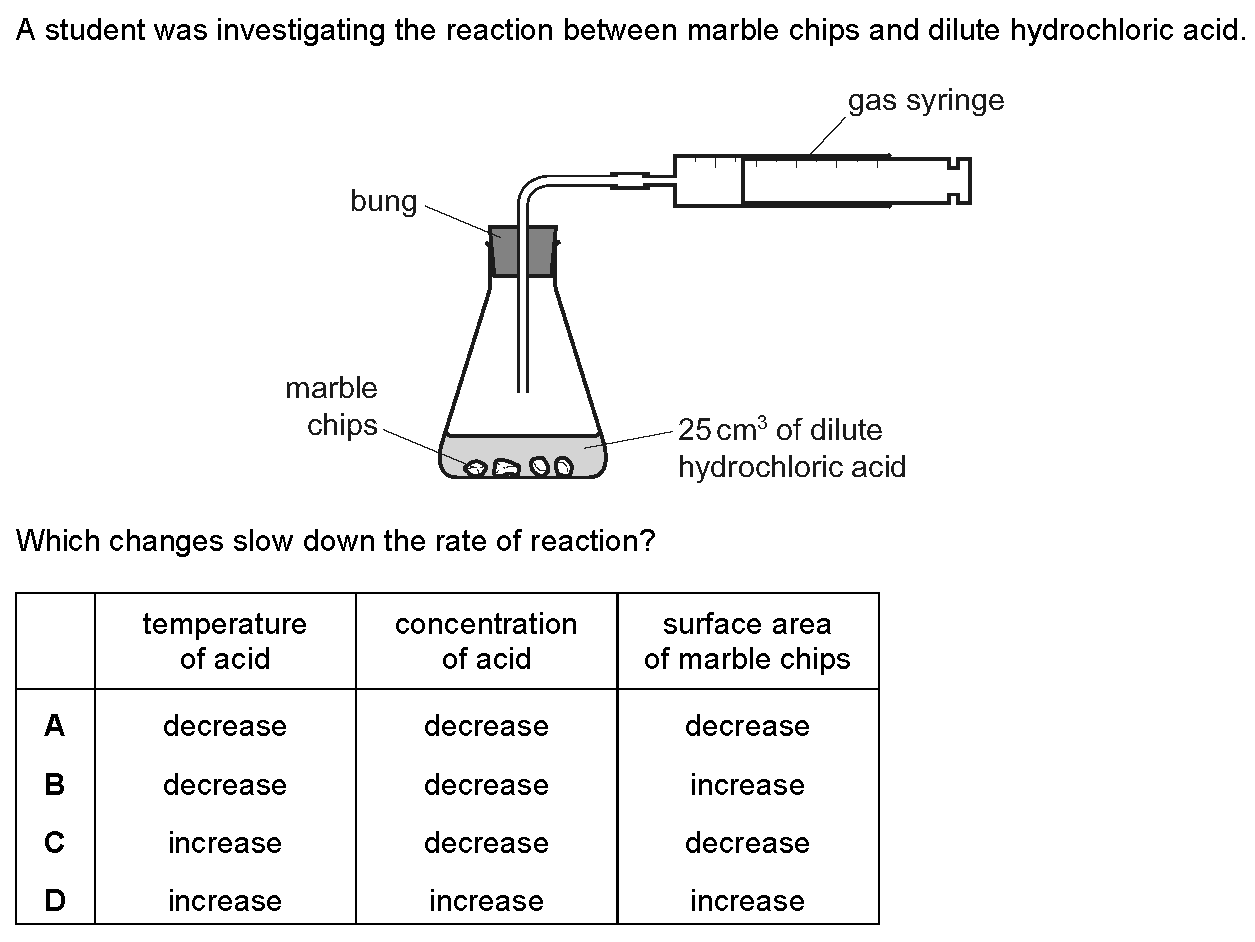 A student was investigating the reaction between marble chips and dilute hydrochloric acid.
gas syringe
bung
marble
chips
25 cm³ of dilute
hydrochloric acid
Which changes slow down the rate of reaction?
temperature
of acid
concentration
of acid
surface area
of marble chips
A decrease decrease decrease
B decrease decrease increase
C increase decrease decrease
D increase increase increase